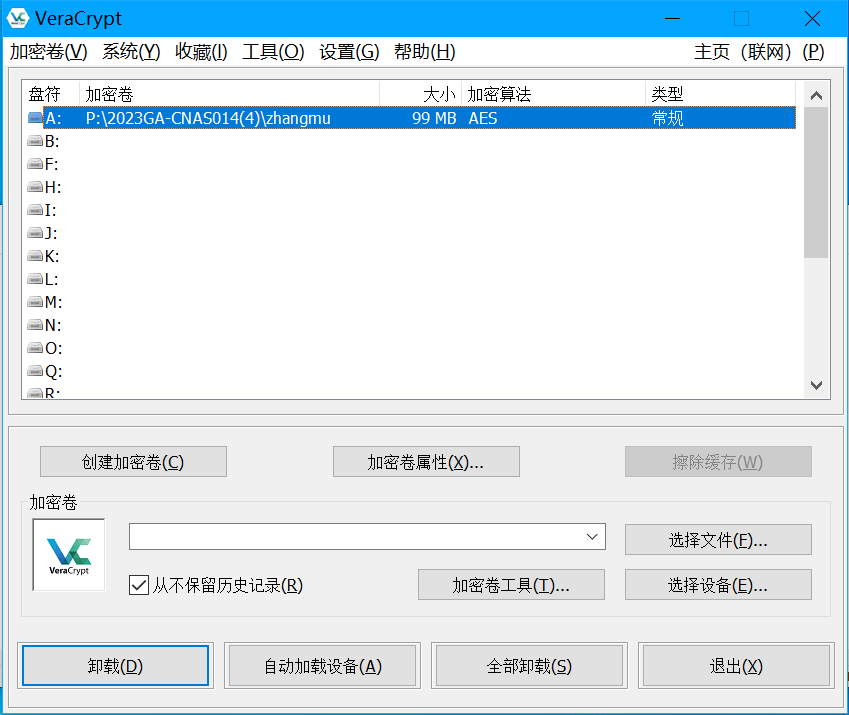 VeraCrypt
加密卷(V) 系统(Y) 收藏(I) 工具(O) 设置(G) 帮助(H) 主页（联网）(P)
盘符 加密卷 大小 加密算法 类型
A: P:\2023GA-CNAS014(4)\zhangmu 99 MB AES 常规
B:
F:
H:
I:
J:
K:
L:
M:
N:
O:
Q:
R:
创建加密卷(C) 加密卷属性(X)... 擦除缓存(W)
加密卷
VeraCrypt
选择文件(F)...
从不保留历史记录(R) 加密卷工具(T)... 选择设备(E)...
卸载(D) 自动加载设备(A) 全部卸载(S) 退出(X)